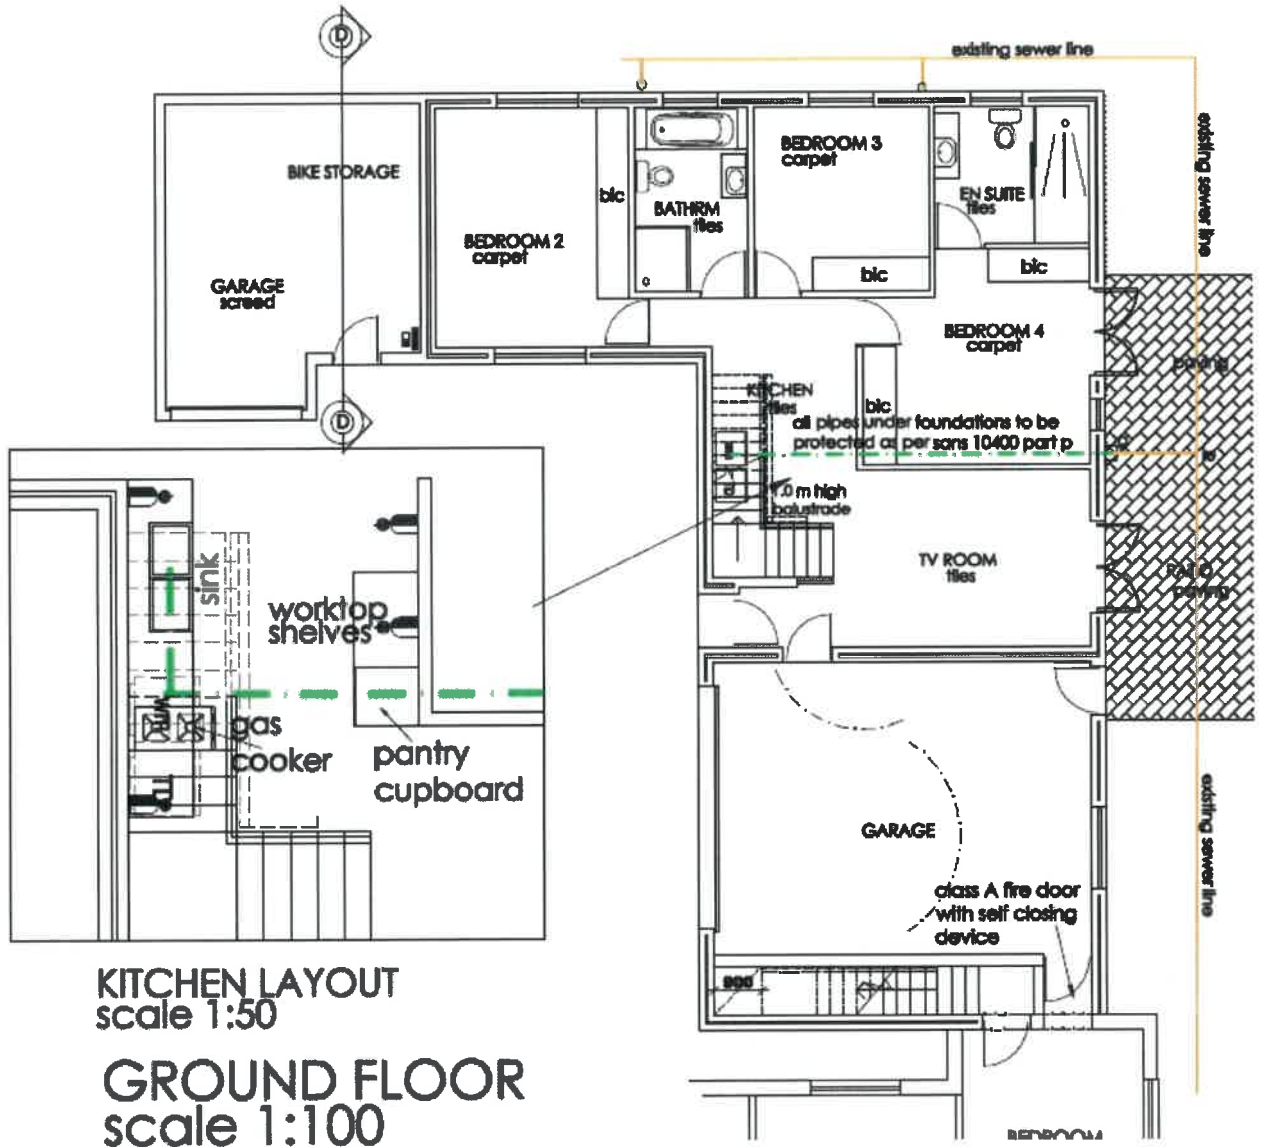 D
existing sewer line
existing sewer line
BIKE STORAGE
BEDROOM 3
carpet
bic
BATHRM
tiles
EN SUITE
tiles
BEDROOM 2
carpet
bic
bic
GARAGE
screed
BEDROOM 4
carpet
paving
KITCHEN
tiles
bic
D
all pipes under foundations to be
protected as per sans 10400 part p
1.0 m high
balustrade
TV ROOM
tiles
PATIO
paving
sink
worktop
shelves
gas
cooker
pantry
cupboard
GARAGE
existing sewer line
class A fire door
with self closing
device
900
KITCHEN LAYOUT
scale 1:50
GROUND FLOOR
scale 1:100
BEDROOM